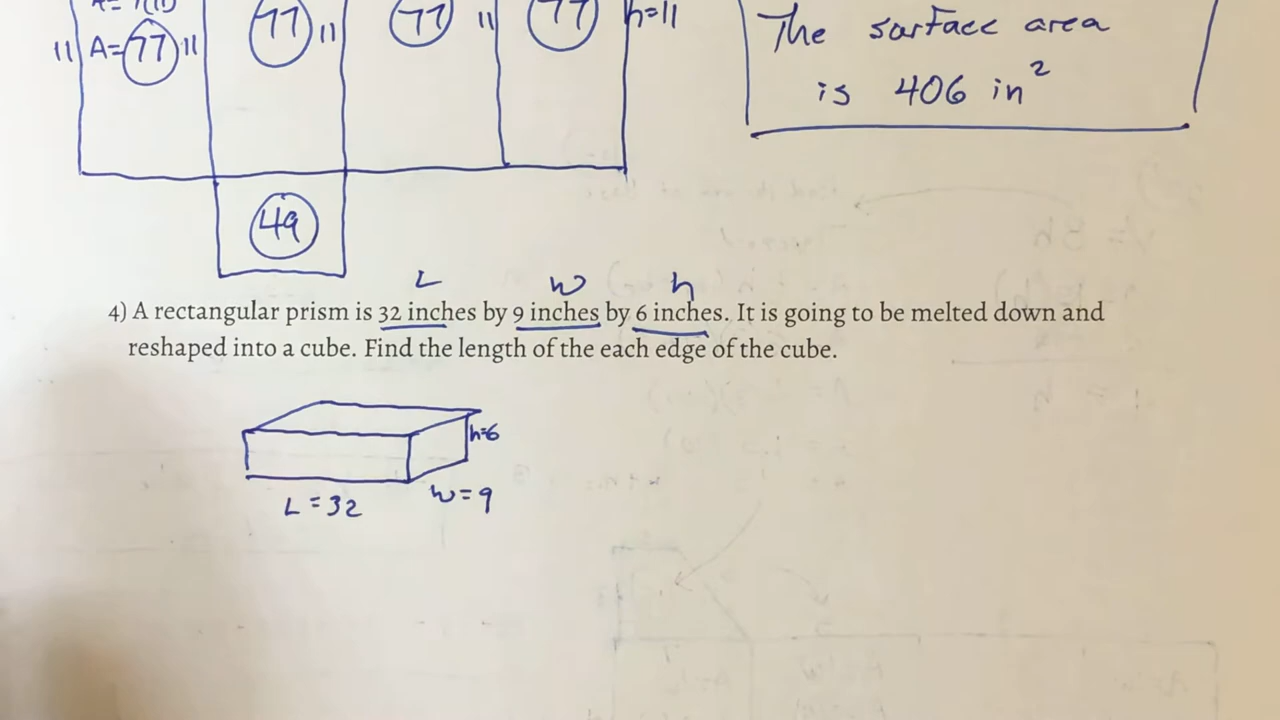 11 A=77 11
77 11
77 11
77 h=11
The surface area
is 406 in²
49
L w h
4) A rectangular prism is 32 inches by 9 inches by 6 inches. It is going to be melted down and
reshaped into a cube. Find the length of the each edge of the cube.
h=6
L=32 w=9